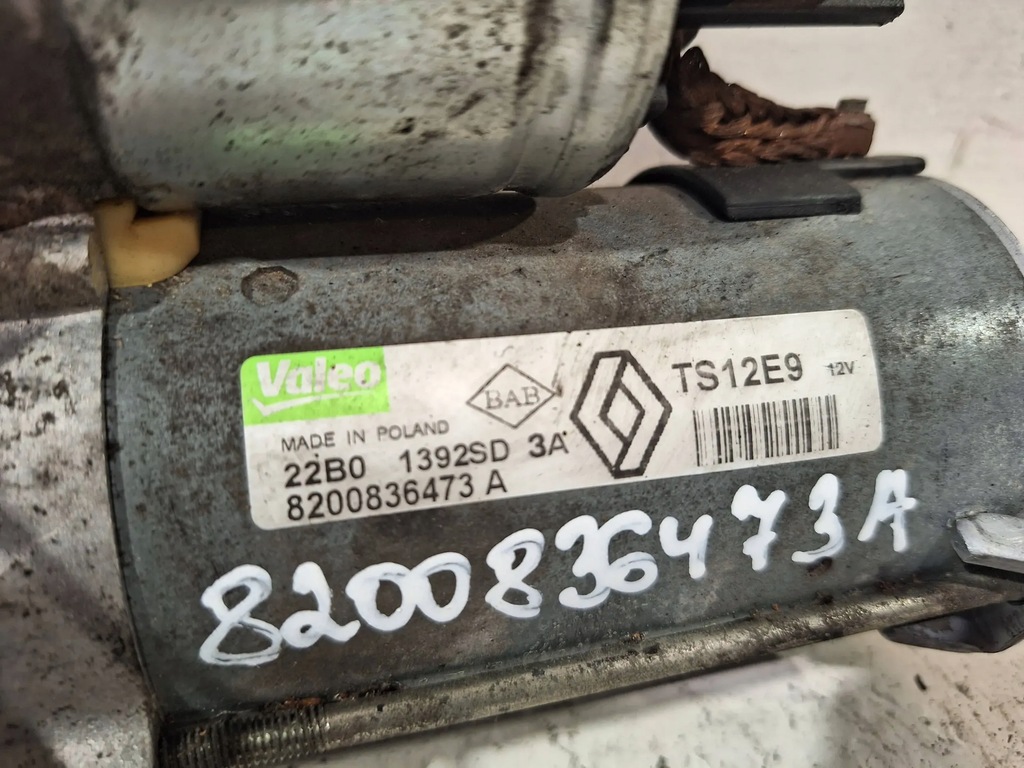 Valeo
BAB
TS12E9 12V
MADE IN POLAND
22B0 1392SD 3A
8200836473 A
8200836473A